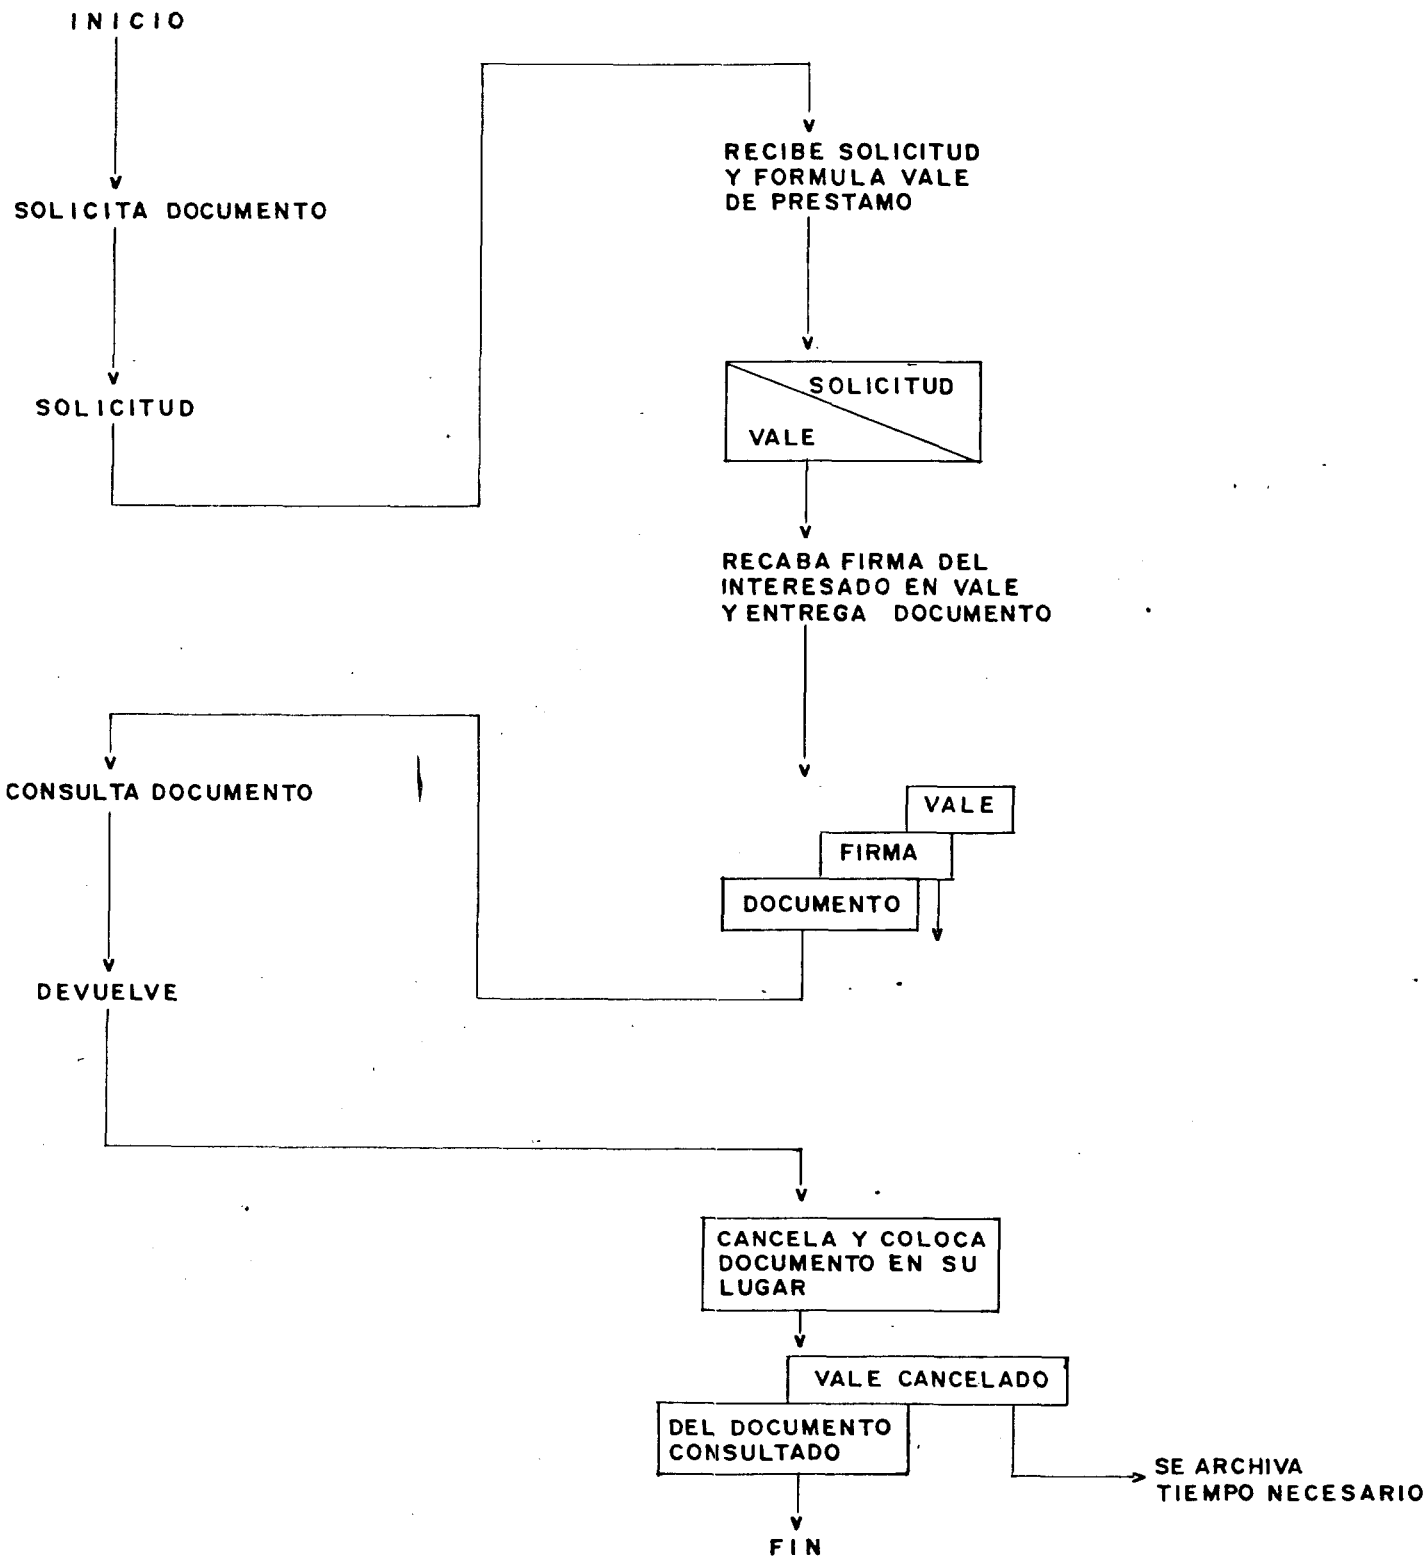 INICIO
SOLICITA DOCUMENTO
SOLICITUD
RECIBE SOLICITUD
Y FORMULA VALE
DE PRESTAMO
SOLICITUD
VALE
RECABA FIRMA DEL
INTERESADO EN VALE
Y ENTREGA DOCUMENTO
VALE
FIRMA
DOCUMENTO
CONSULTA DOCUMENTO
DEVUELVE
CANCELA Y COLOCA
DOCUMENTO EN SU
LUGAR
VALE CANCELADO
DEL DOCUMENTO
CONSULTADO
SE ARCHIVA
TIEMPO NECESARIO
FIN